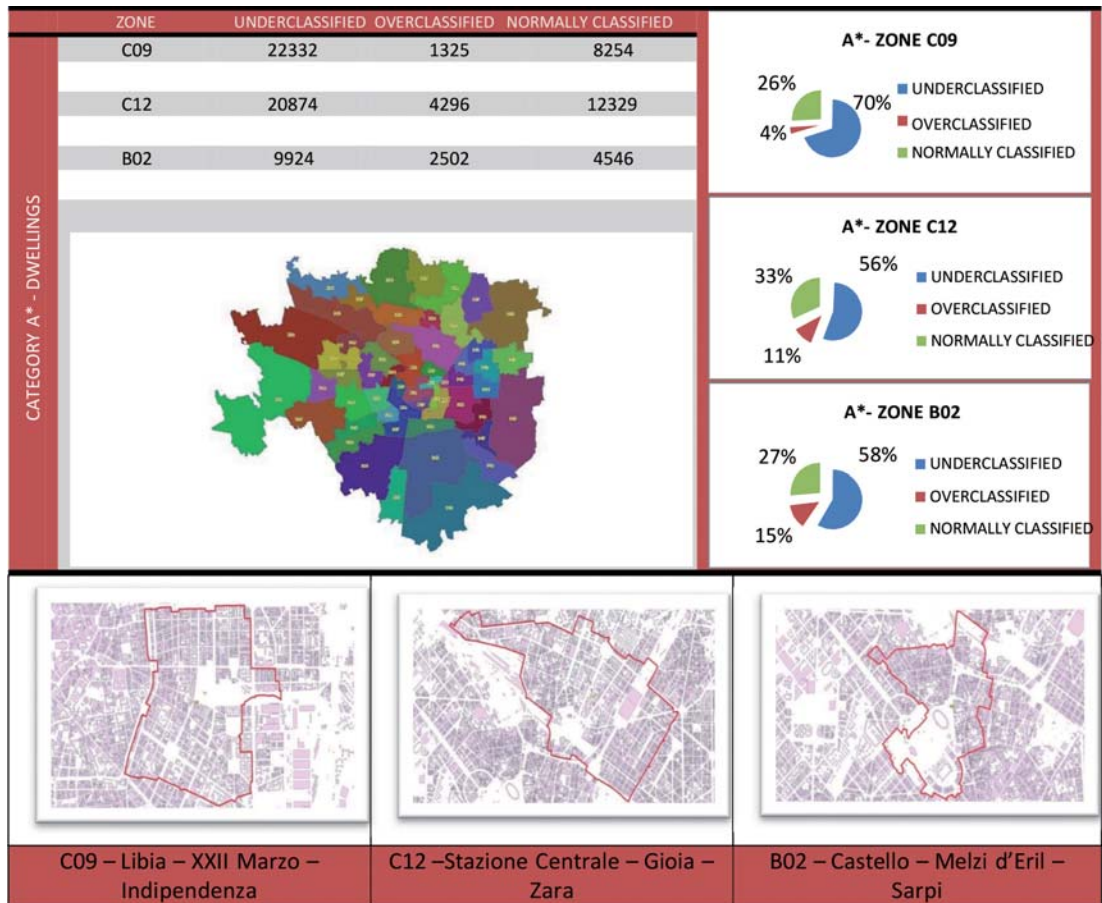 ZONE UNDERCLASSIFIED OVERCLASSIFIED NORMALLY CLASSIFIED
C09 22332 1325 8254
C12 20874 4296 12329
B02 9924 2502 4546
CATEGORY A* - DWELLINGS
A*- ZONE C09
26%
70%
4%
UNDERCLASSIFIED
OVERCLASSIFIED
NORMALLY CLASSIFIED
A*- ZONE C12
33%
56%
11%
UNDERCLASSIFIED
OVERCLASSIFIED
NORMALLY CLASSIFIED
A*- ZONE B02
27%
58%
15%
UNDERCLASSIFIED
OVERCLASSIFIED
NORMALLY CLASSIFIED
C09 – Libia – XXII Marzo –
Indipendenza
C12 –Stazione Centrale – Gioia –
Zara
B02 – Castello – Melzi d'Eril –
Sarpi